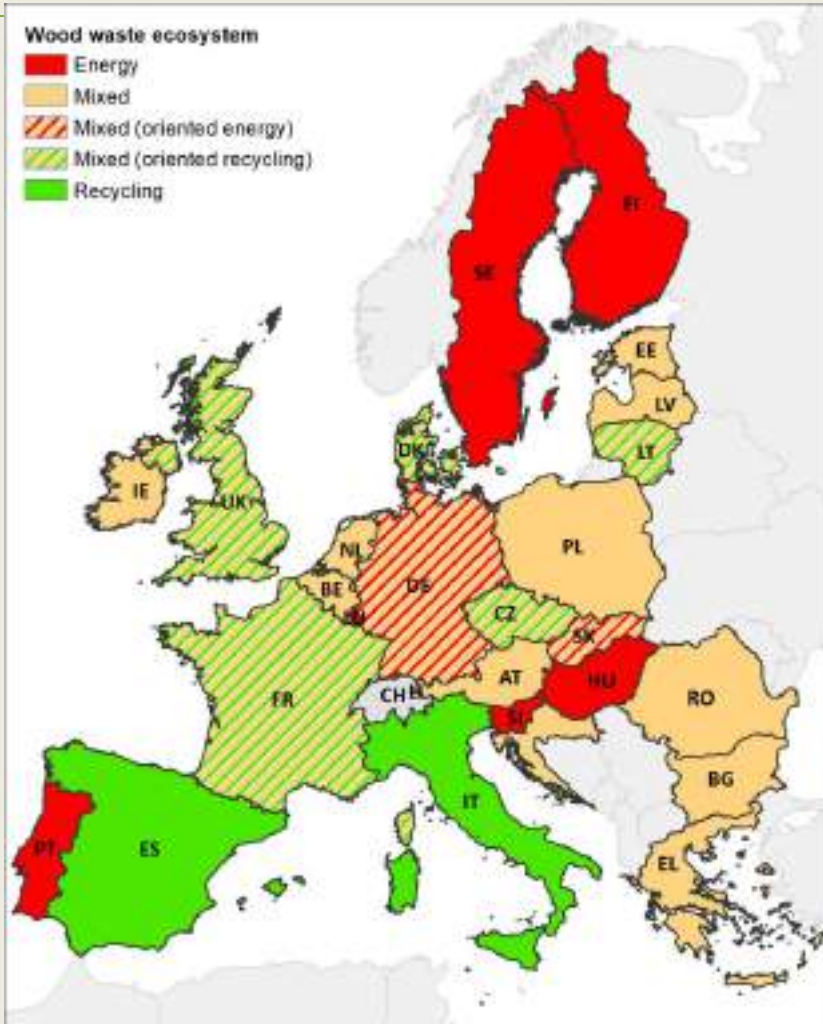 Wood waste ecosystem
Energy
Mixed
Mixed (oriented energy)
Mixed (oriented recycling)
Recycling
FI
SE
EE
LV
LT
DK
IE
UK
NL
PL
BE
DE
CZ
SK
AT
HU
CH
FR
RO
SI
BG
IT
PT
ES
EL